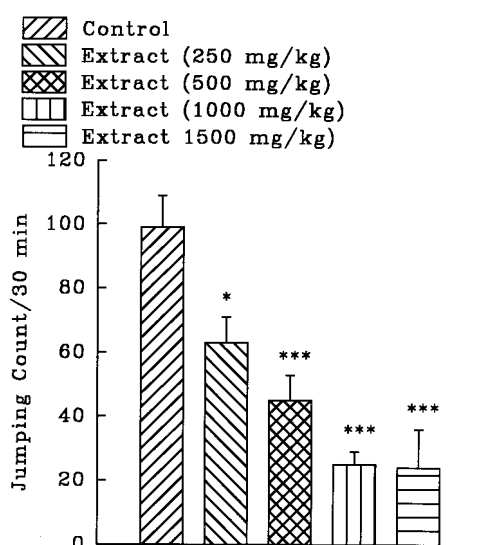 Control
Extract (250 mg/kg)
Extract (500 mg/kg)
Extract (1000 mg/kg)
Extract 1500 mg/kg)
120
100
80
60
40
20
0
Jumping Count/30 min
*
***
***
***